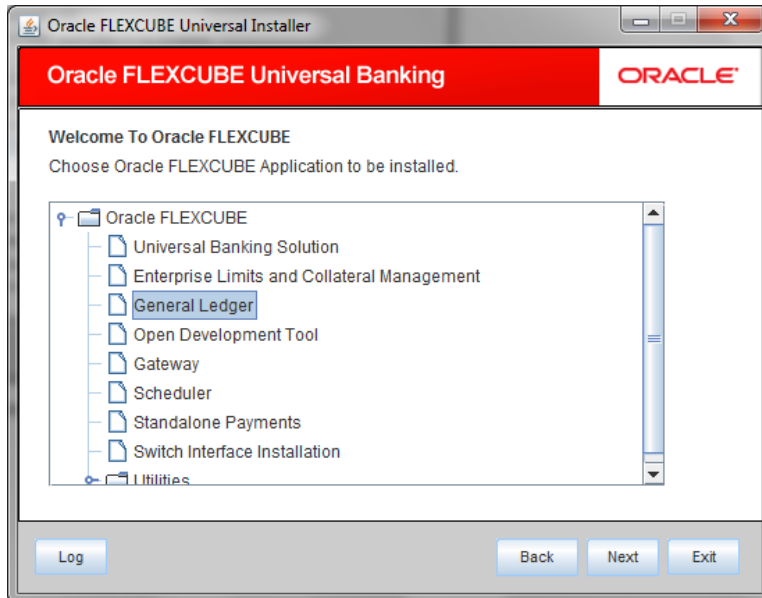 Oracle FLEXCUBE Universal Installer
Oracle FLEXCUBE Universal Banking
ORACLE
Welcome To Oracle FLEXCUBE
Choose Oracle FLEXCUBE Application to be installed.
Oracle FLEXCUBE
Universal Banking Solution
Enterprise Limits and Collateral Management
General Ledger
Open Development Tool
Gateway
Scheduler
Standalone Payments
Switch Interface Installation
Utilities
Log
Back
Next
Exit